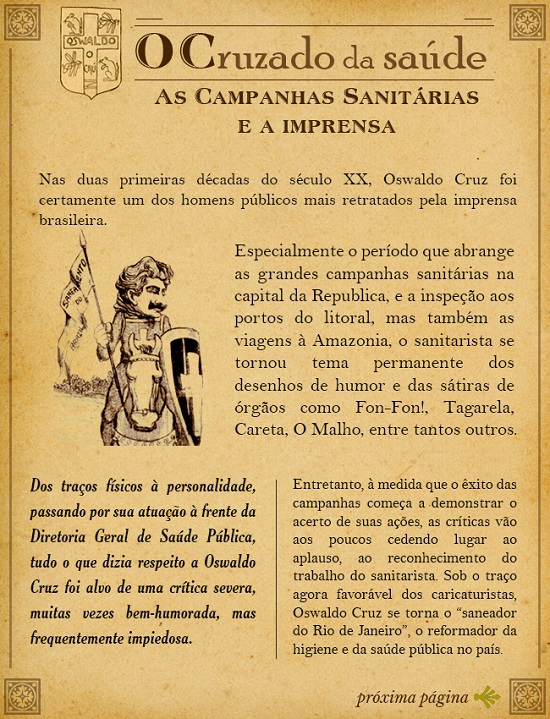 OSWALDO
O
CRUZ
O Cruzado da saúde
As Campanhas Sanitárias
e a imprensa
Nas duas primeiras décadas do século XX, Oswaldo Cruz foi
certamente um dos homens públicos mais retratados pela imprensa
brasileira.
Especialmente o período que abrange
as grandes campanhas sanitárias na
capital da Republica, e a inspeção aos
portos do litoral, mas também as
viagens à Amazonia, o sanitarista se
tornou tema permanente dos
desenhos de humor e das sátiras de
órgãos como Fon-Fon!, Tagarela,
Careta, O Malho, entre tantos outros.
Dos traços físicos à personalidade,
passando por sua atuação à frente da
Diretoria Geral de Saúde Pública,
tudo o que dizia respeito a Oswaldo
Cruz foi alvo de uma crítica severa,
muitas vezes bem-humorada, mas
frequentemente impiedosa.
Entretanto, à medida que o êxito das
campanhas começa a demonstrar o
acerto de suas ações, as críticas vão
aos poucos cedendo lugar ao
aplauso, ao reconhecimento do
trabalho do sanitarista. Sob o traço
agora favorável dos caricaturistas,
Oswaldo Cruz se torna o “saneador
do Rio de Janeiro”, o reformador da
higiene e da saúde pública no país.
próxima página